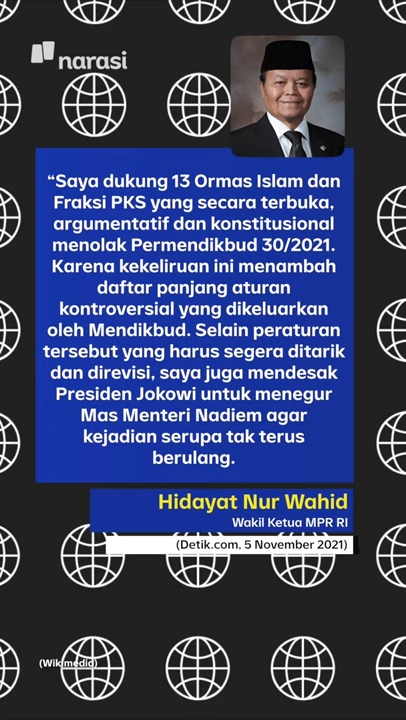 narasi
“Saya dukung 13 Ormas Islam dan
Fraksi PKS yang secara terbuka,
argumentatif dan konstitusional
menolak Permendikbud 30/2021.
Karena kekeliruan ini menambah
daftar panjang aturan
kontroversial yang dikeluarkan
oleh Mendikbud. Selain peraturan
tersebut yang harus segera ditarik
dan direvisi, saya juga mendesak
Presiden Jokowi untuk menegur
Mas Menteri Nadiem agar
kejadian serupa tak terus
berulang.
Hidayat Nur Wahid
Wakil Ketua MPR RI
(Detik.com, 5 November 2021)
(Wikimedia)